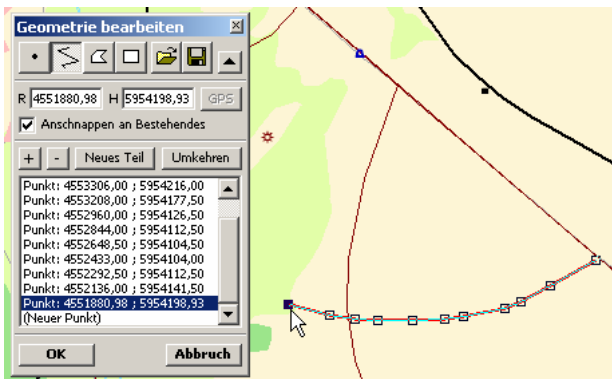 Geometrie bearbeiten
R 4551880,98 H 5954198,93 GPS
Anschnappen an Bestehendes
+ - Neues Teil Umkehren
Punkt: 4553306,00 ; 5954216,00
Punkt: 4553208,00 ; 5954177,50
Punkt: 4552960,00 ; 5954126,50
Punkt: 4552844,00 ; 5954112,50
Punkt: 4552648,50 ; 5954104,00
Punkt: 4552433,00 ; 5954104,00
Punkt: 4552292,50 ; 5954112,50
Punkt: 4552136,00 ; 5954141,50
Punkt: 4551880,98 ; 5954198,93
(Neuer Punkt)
OK Abbruch